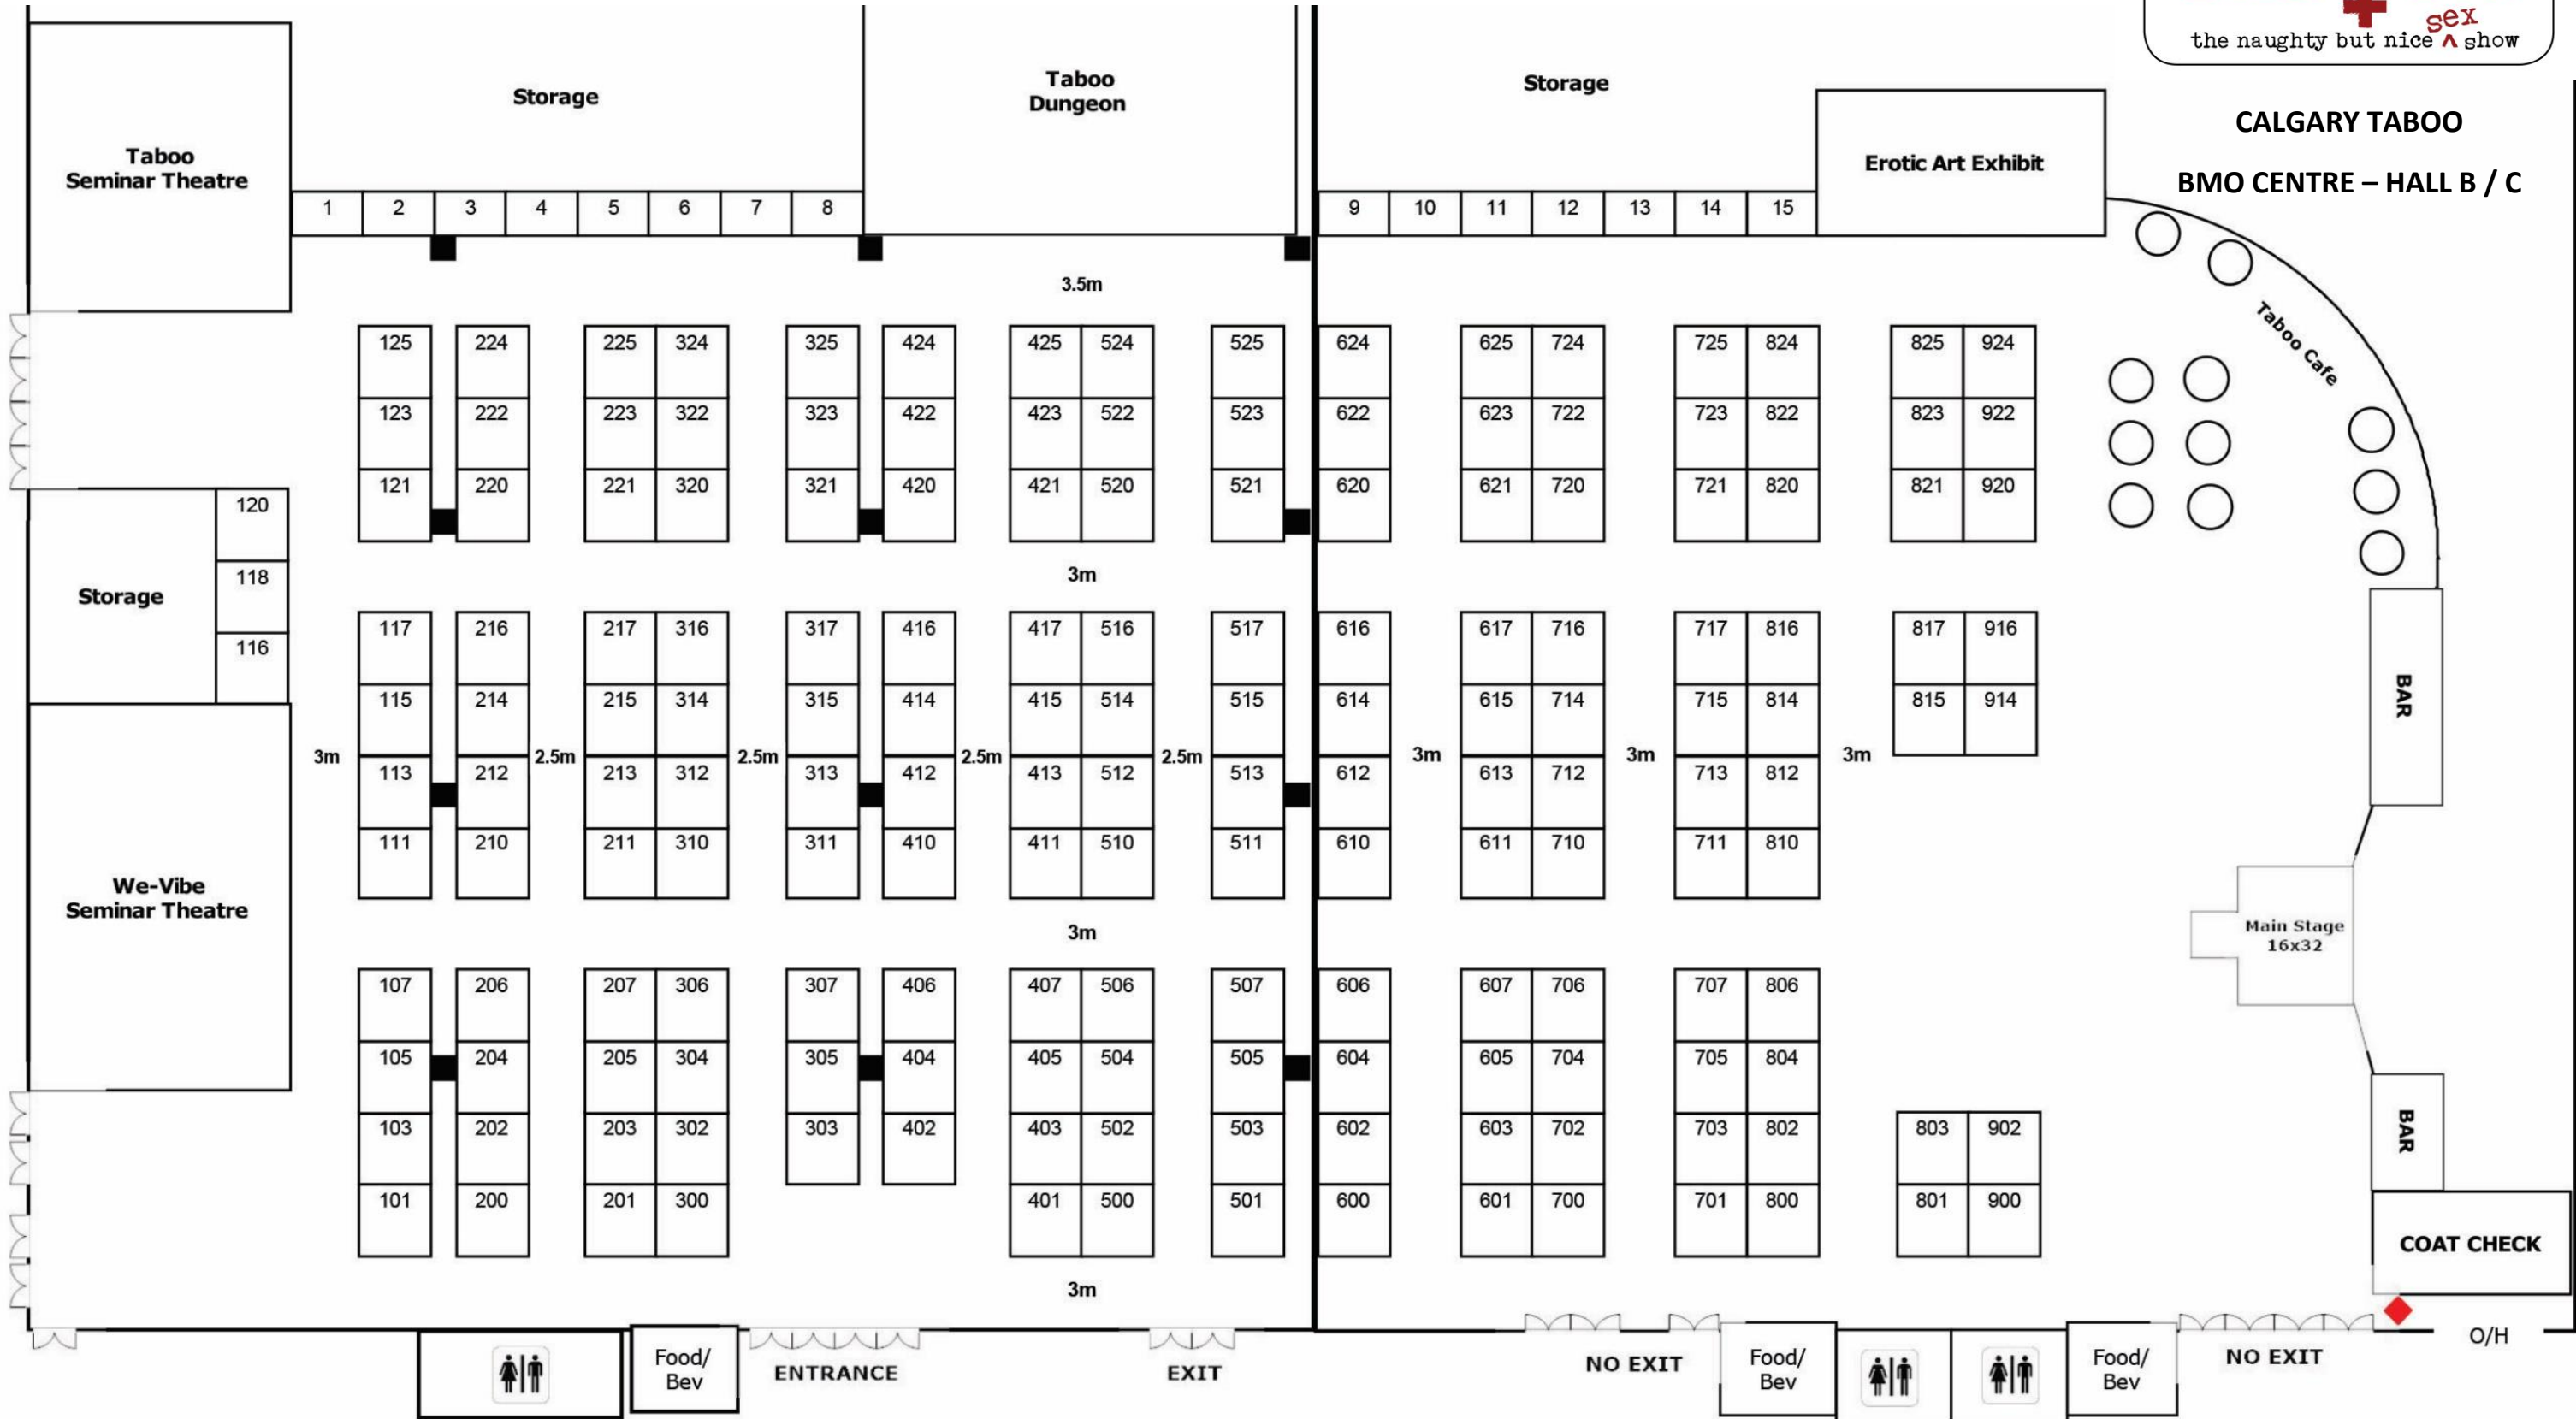 sex
the naughty but nice ^ show
CALGARY TABOO
BMO CENTRE – HALL B / C
Taboo
Seminar Theatre
Storage
Taboo
Dungeon
Storage
Erotic Art Exhibit
1 2 3 4 5 6 7 8 9 10 11 12 13 14 15
3.5m
Taboo Cafe
125 224 225 324 325 424 425 524 525 624 625 724 725 824 825 924
123 222 223 322 323 422 423 522 523 622 623 722 723 822 823 922
121 220 221 320 321 420 421 520 521 620 621 720 721 820 821 920
120
118
116
Storage
3m
117 216 217 316 317 416 417 516 517 616 617 716 717 816 817 916
115 214 215 314 315 414 415 514 515 614 615 714 715 814 815 914
BAR
3m 2.5m 2.5m 2.5m 2.5m 3m 3m 3m
113 212 213 312 313 412 413 512 513 612 613 712 713 812
111 210 211 310 311 410 411 510 511 610 611 710 711 810
We-Vibe
Seminar Theatre
3m
Main Stage
16x32
107 206 207 306 307 406 407 506 507 606 607 706 707 806
105 204 205 304 305 404 405 504 505 604 605 704 705 804
103 202 203 302 303 402 403 502 503 602 603 702 703 802 803 902
101 200 201 300 401 500 501 600 601 700 701 800 801 900
BAR
COAT CHECK
3m
Food/
Bev
ENTRANCE
EXIT
NO EXIT
Food/
Bev
Food/
Bev
NO EXIT
O/H